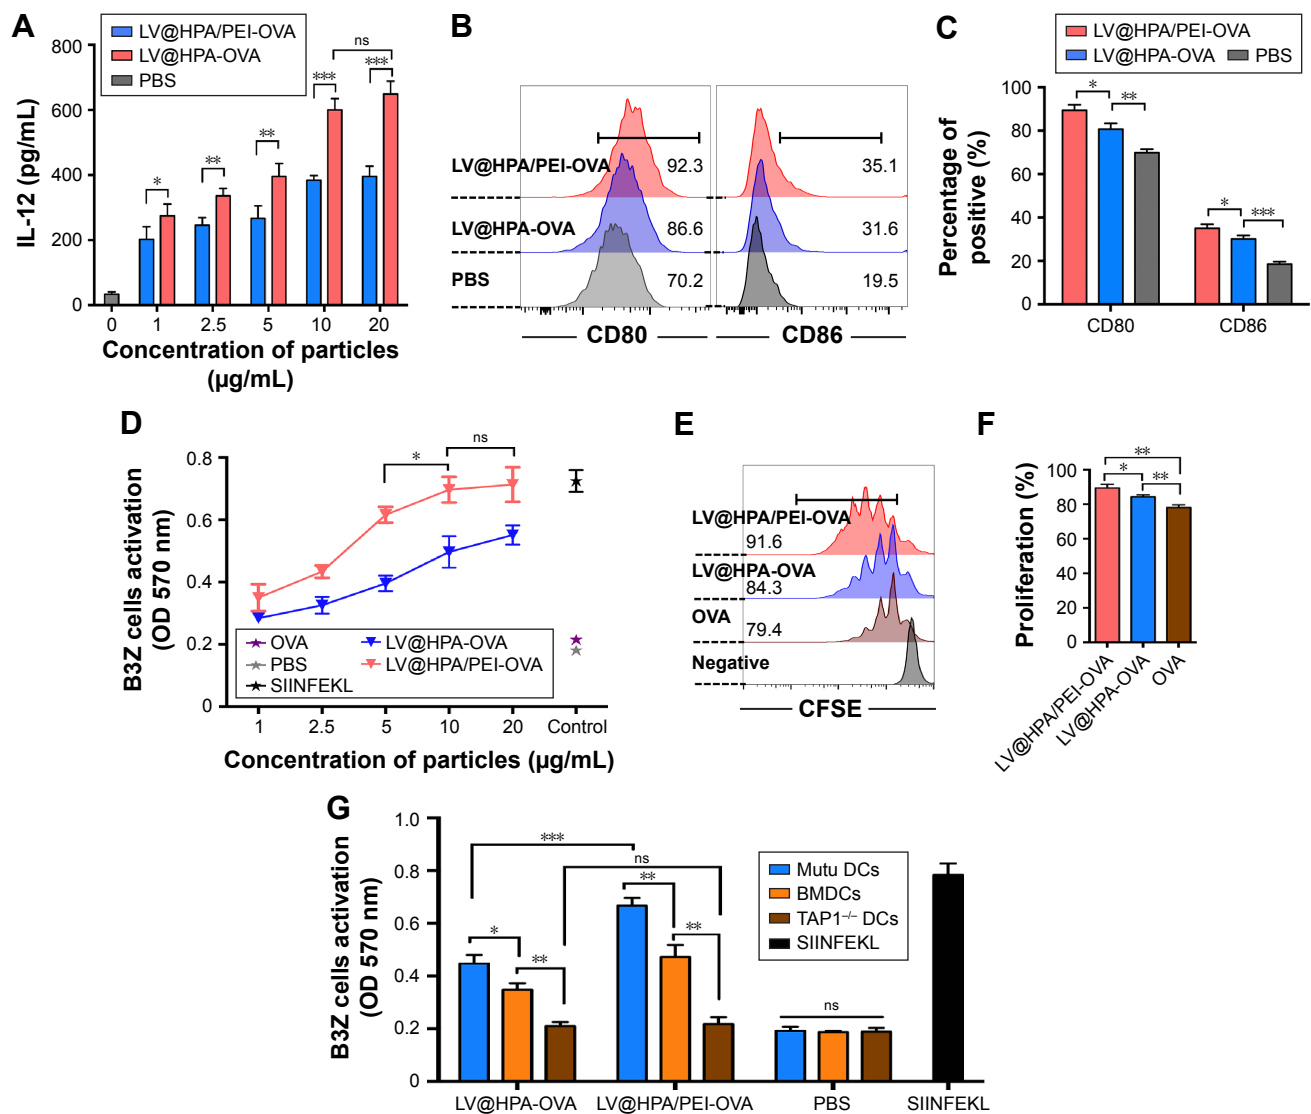 A
LV@HPA/PEI-OVA
LV@HPA-OVA
PBS
IL-12 (pg/mL)
800
600
400
200
0
*
**
**
***
***
ns
0 1 2.5 5 10 20
Concentration of particles
(µg/mL)
B
LV@HPA/PEI-OVA 92.3 35.1
LV@HPA-OVA 86.6 31.6
PBS 70.2 19.5
CD80 CD86
C
LV@HPA/PEI-OVA
LV@HPA-OVA PBS
Percentage of
positive (%)
100
80
60
40
20
0
* **
* ***
CD80 CD86
D
B3Z cells activation
(OD 570 nm)
0.8
0.6
0.4
0.2
0
*
ns
OVA LV@HPA-OVA
PBS LV@HPA/PEI-OVA
SIINFEKL
1 2.5 5 10 20 Control
Concentration of particles (µg/mL)
E
LV@HPA/PEI-OVA
91.6
LV@HPA-OVA
84.3
OVA
79.4
Negative
CFSE
F
Proliferation (%)
100
80
60
40
20
0
**
* **
LV@HPA/PEI-OVA
LV@HPA-OVA
OVA
G
B3Z cells activation
(OD 570 nm)
1.0
0.8
0.6
0.4
0.2
0
***
ns
**
* **
**
ns
Mutu DCs
BMDCs
TAP1–/– DCs
SIINFEKL
LV@HPA-OVA LV@HPA/PEI-OVA PBS SIINFEKL